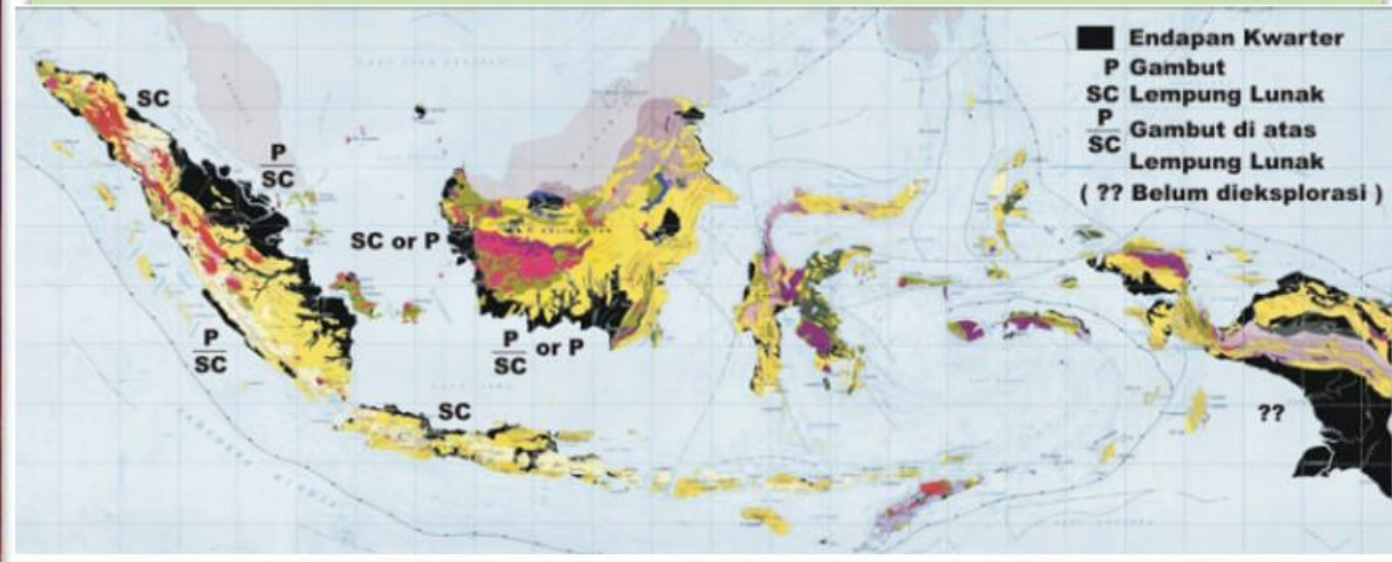 Endapan Kwarter
P Gambut
SC Lempung Lunak
P
SC
Gambut di atas
Lempung Lunak
( ?? Belum dieksplorasi )
SC
P
SC
SC or P
P
SC
P
SC
or P
SC
??